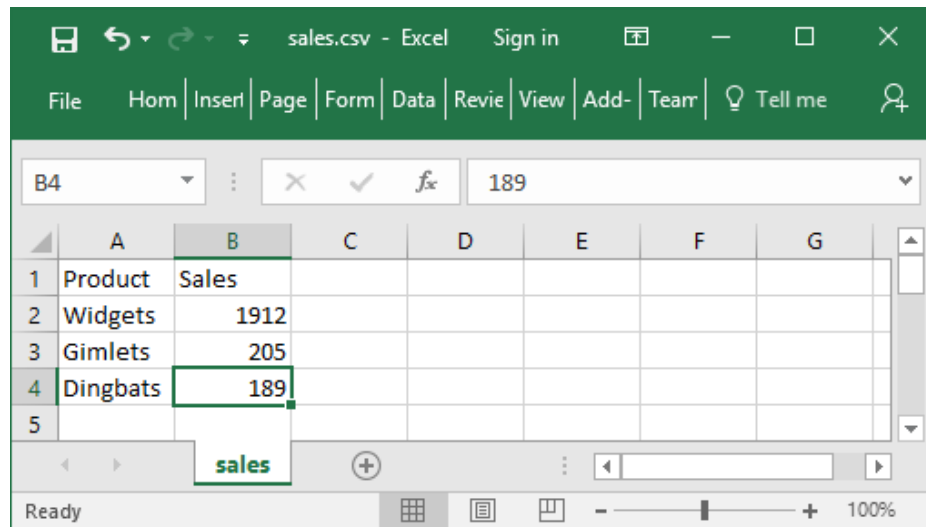 sales.csv - Excel Sign in
File Hom Insert Page Form Data Revie View Add- Team Tell me
B4 fx 189
A B C D E F G
1 Product Sales
2 Widgets 1912
3 Gimlets 205
4 Dingbats 189
5
sales
Ready 100%